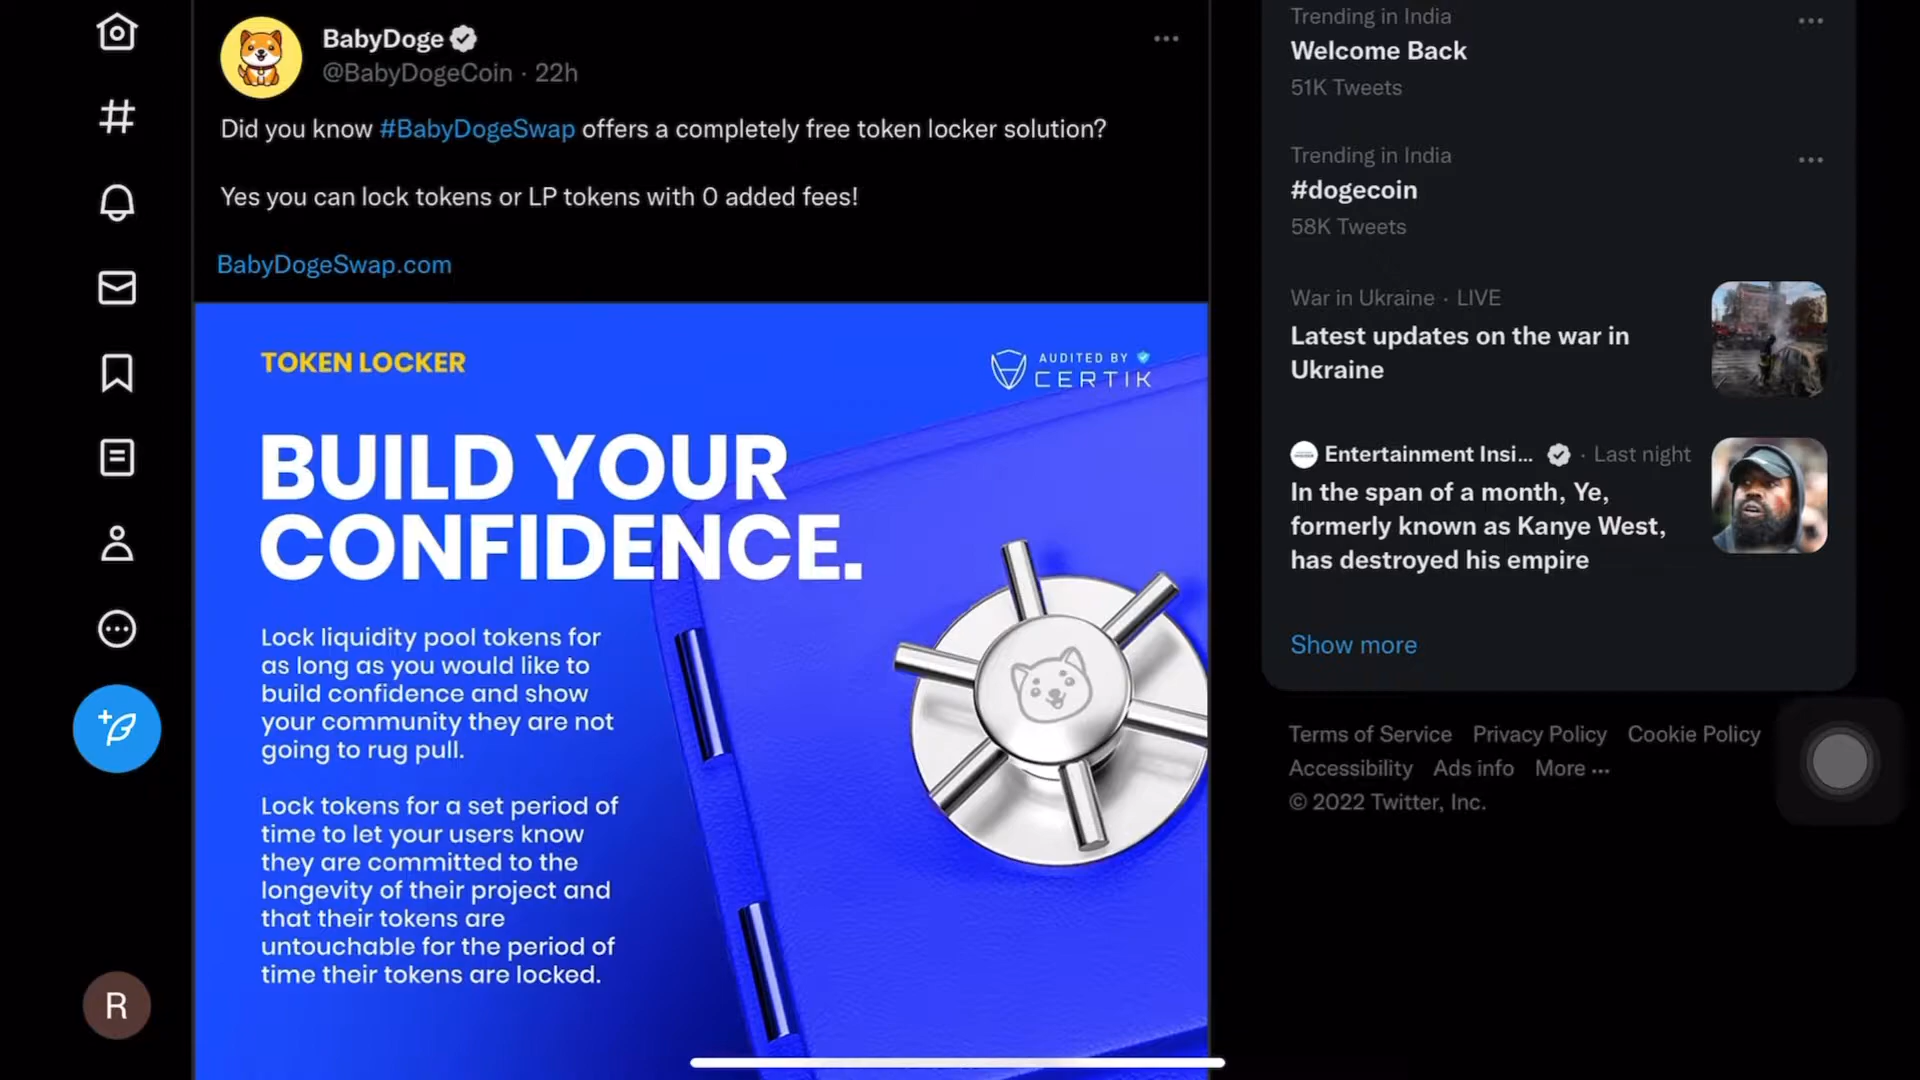 BabyDoge
@BabyDogeCoin · 22h
Did you know #BabyDogeSwap offers a completely free token locker solution?
Yes you can lock tokens or LP tokens with 0 added fees!
BabyDogeSwap.com
TOKEN LOCKER
AUDITED BY
CERTIK
BUILD YOUR
CONFIDENCE.
Lock liquidity pool tokens for
as long as you would like to
build confidence and show
your community they are not
going to rug pull.
Lock tokens for a set period of
time to let your users know
they are committed to the
longevity of their project and
that their tokens are
untouchable for the period of
time their tokens are locked.
R
Trending in India
Welcome Back
51K Tweets
Trending in India
#dogecoin
58K Tweets
War in Ukraine · LIVE
Latest updates on the war in
Ukraine
Entertainment Insi... · Last night
In the span of a month, Ye,
formerly known as Kanye West,
has destroyed his empire
Show more
Terms of Service Privacy Policy Cookie Policy
Accessibility Ads info More ···
© 2022 Twitter, Inc.